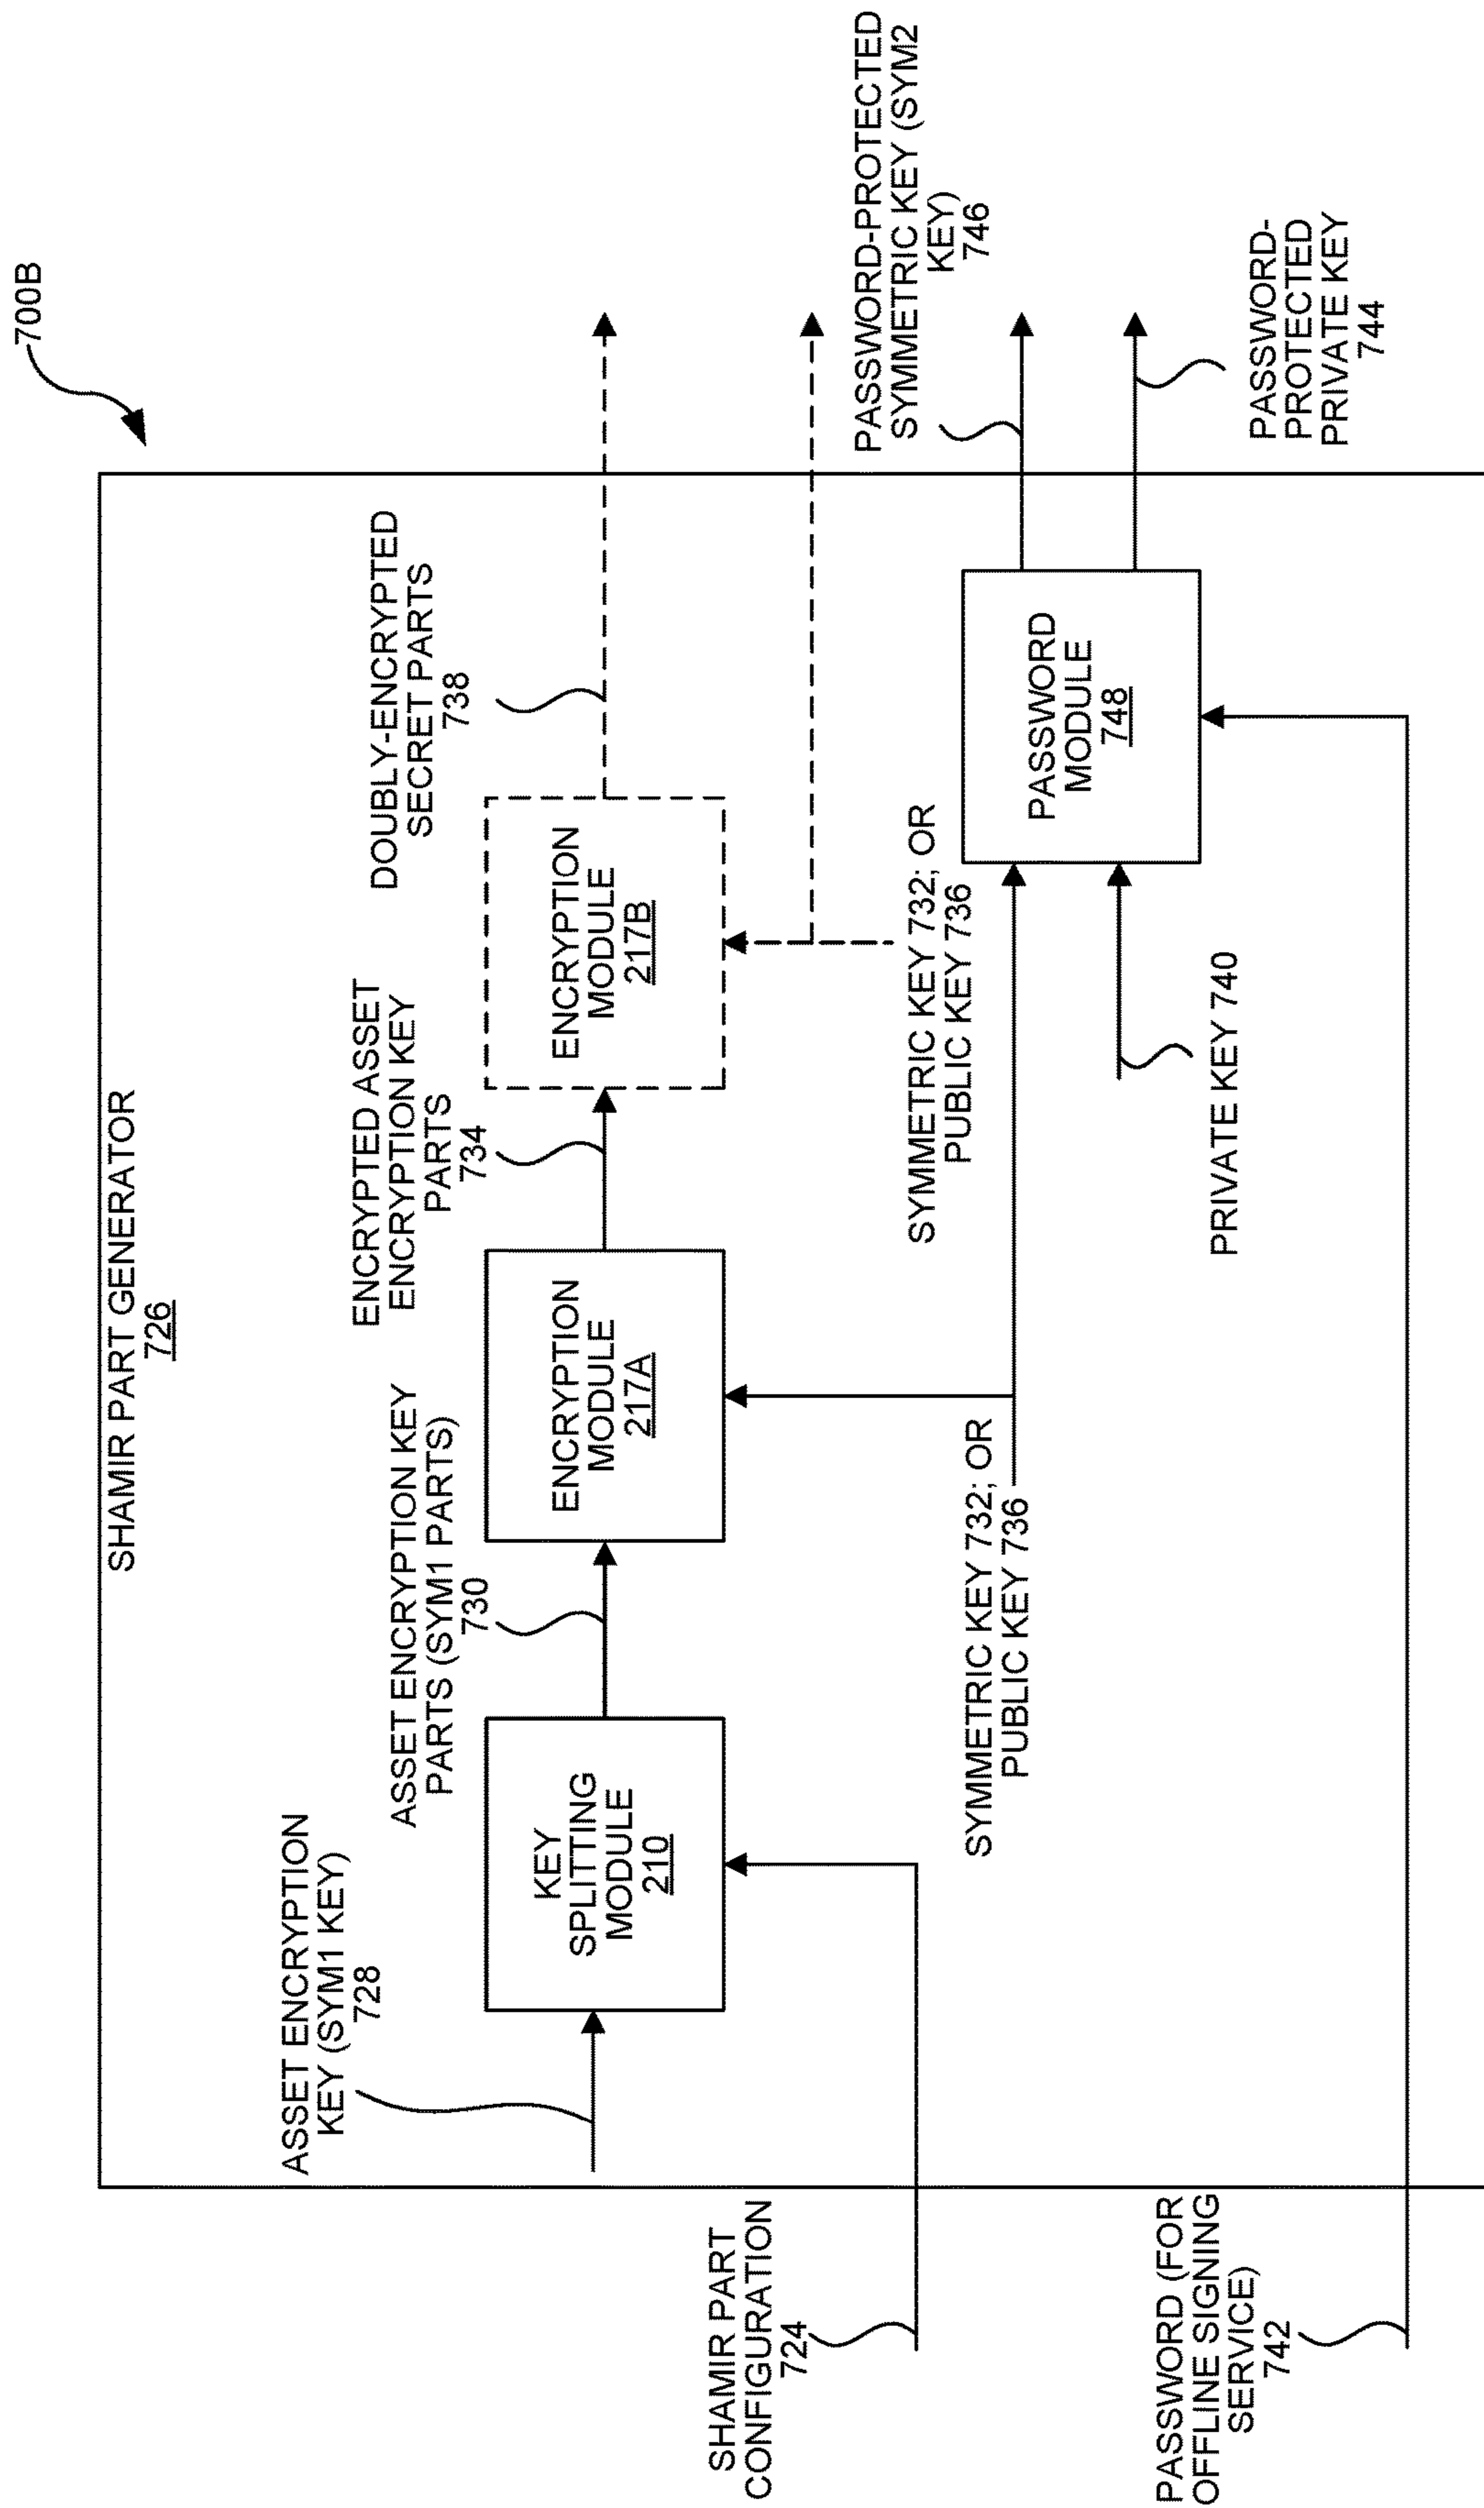 700B
SHAMIR PART GENERATOR
726
ASSET ENCRYPTION
KEY (SYM1 KEY)
728
KEY
SPLITTING
MODULE
210
ASSET ENCRYPTION KEY
PARTS (SYM1 PARTS)
730
ENCRYPTION
MODULE
217A
ENCRYPTED ASSET
ENCRYPTION KEY
PARTS
734
ENCRYPTION
MODULE
217B
DOUBLY-ENCRYPTED
SECRET PARTS
738
SHAMIR PART
CONFIGURATION
724
SYMMETRIC KEY 732; OR
PUBLIC KEY 736
SYMMETRIC KEY 732; OR
PUBLIC KEY 736
PRIVATE KEY 740
PASSWORD
MODULE
748
PASSWORD-PROTECTED
SYMMETRIC KEY (SYM2
KEY)
746
PASSWORD-
PROTECTED
PRIVATE KEY
744
PASSWORD (FOR
OFFLINE SIGNING
SERVICE)
742